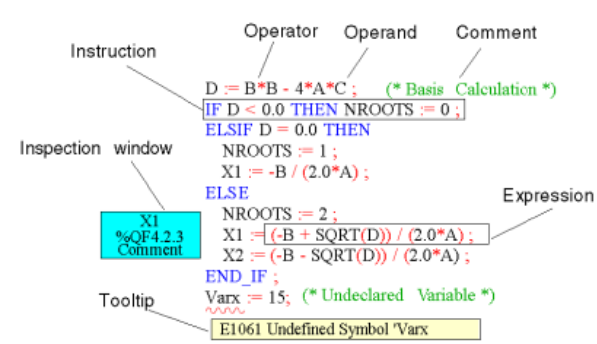 Operator Operand Comment
Instruction
D := B*B - 4*A*C ; (* Basis Calculation *)
IF D < 0.0 THEN NROOTS := 0 ;
ELSIF D = 0.0 THEN
NROOTS := 1 ;
Inspection window
X1 := -B / (2.0*A) ;
ELSE
Expression
NROOTS := 2 ;
X1
%QF4.2.3
Comment
X1 := (-B + SQRT(D)) / (2.0*A) ;
X2 := (-B - SQRT(D)) / (2.0*A) ;
END_IF ;
Tooltip
Varx := 15; (* Undeclared Variable *)
E1061 Undefined Symbol 'Varx